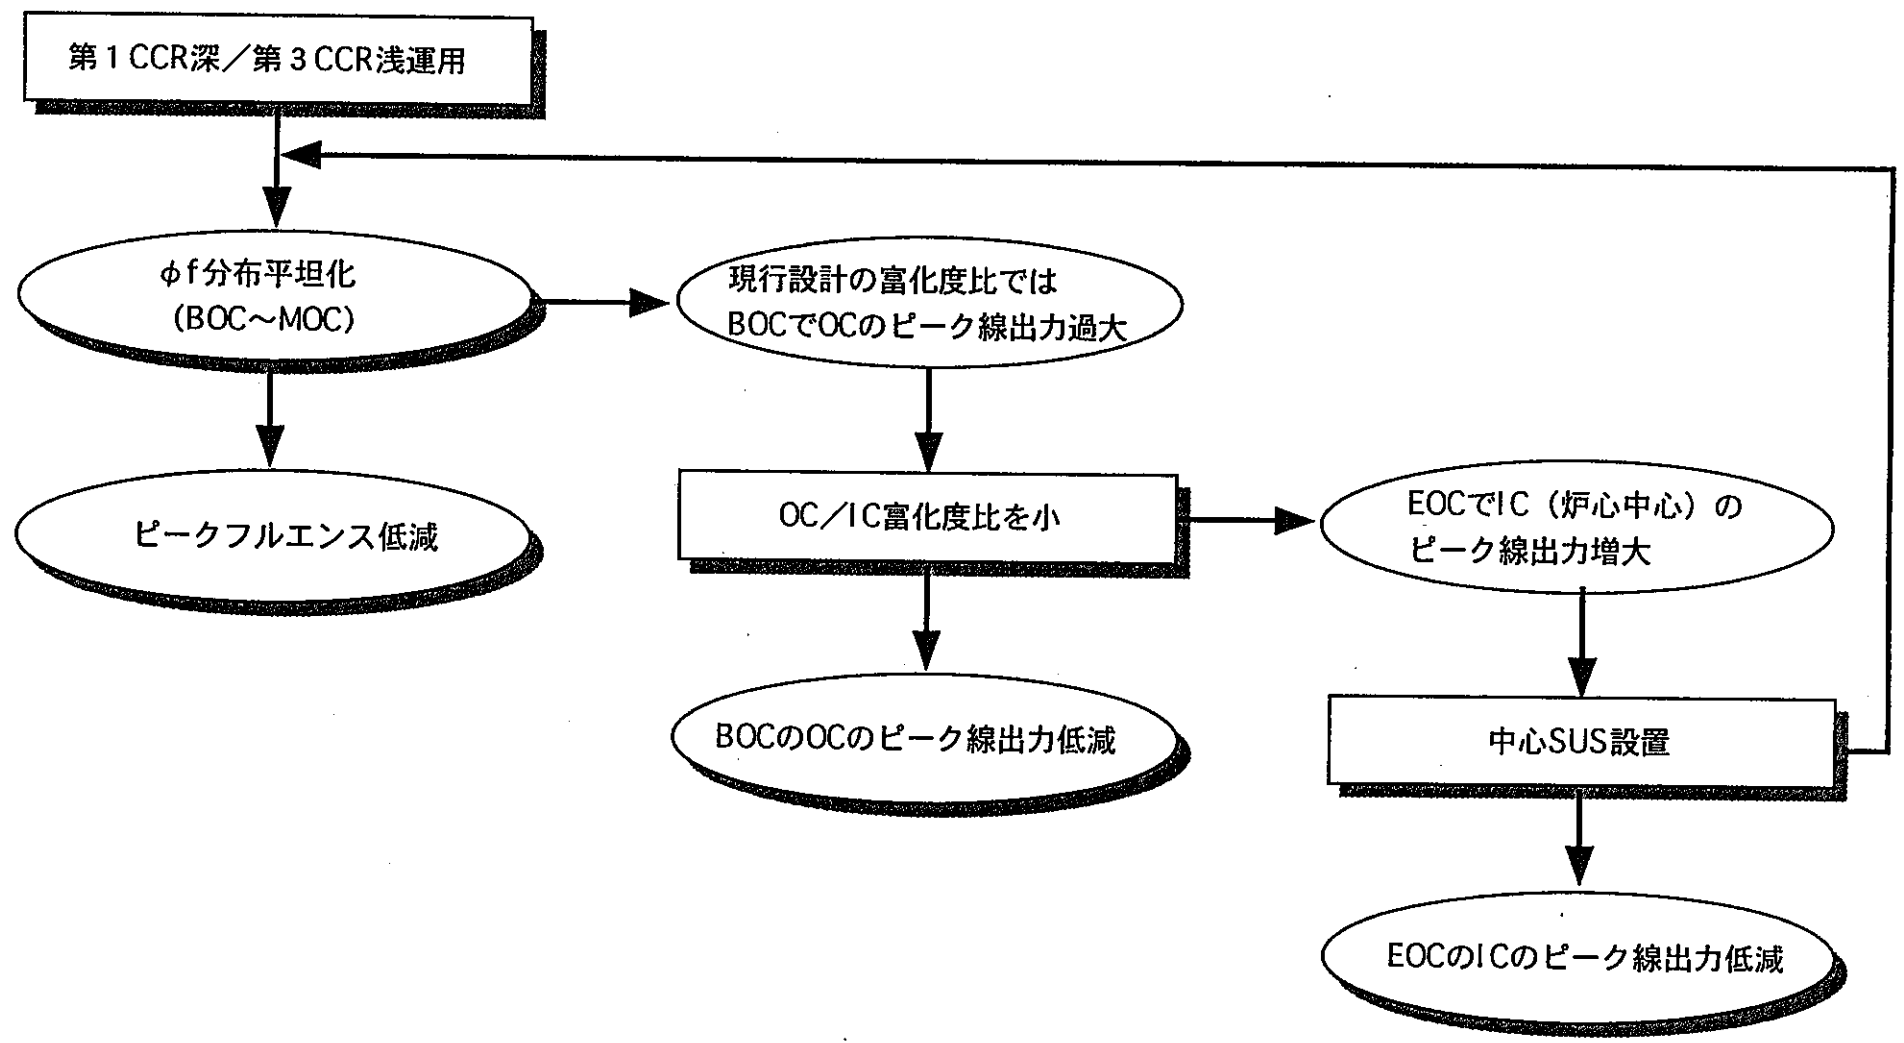 第1CCR深／第3CCR浅運用
φf分布平坦化
（BOC～MOC）
現行設計の富化度比では
BOCでOCのピーク線出力過大
ピークフルエンス低減
OC／IC富化度比を小
EOCでIC（炉心中心）の
ピーク線出力増大
BOCのOCのピーク線出力低減
中心SUS設置
EOCのICのピーク線出力低減